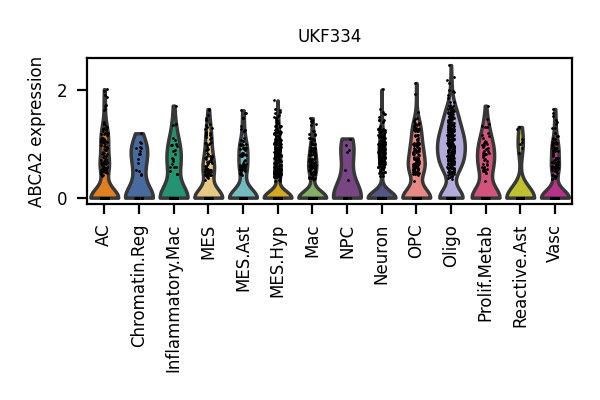 UKF334
ABCA2 expression
2
0
AC
Chromatin.Reg
Inflammatory.Mac
MES
MES.Ast
MES.Hyp
Mac
NPC
Neuron
OPC
Oligo
Prolif.Metab
Reactive.Ast
Vasc